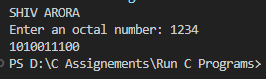 SHIV ARORA
Enter an octal number: 1234
1010011100
PS D:\C Assignements\Run C Programs>